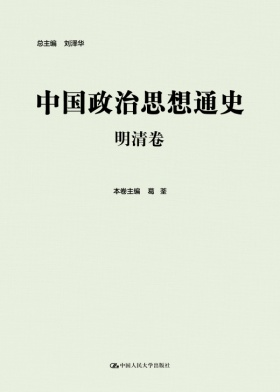 总主编 刘泽华
中国政治思想通史
明清卷
本卷主编 葛荃
中国人民大学出版社